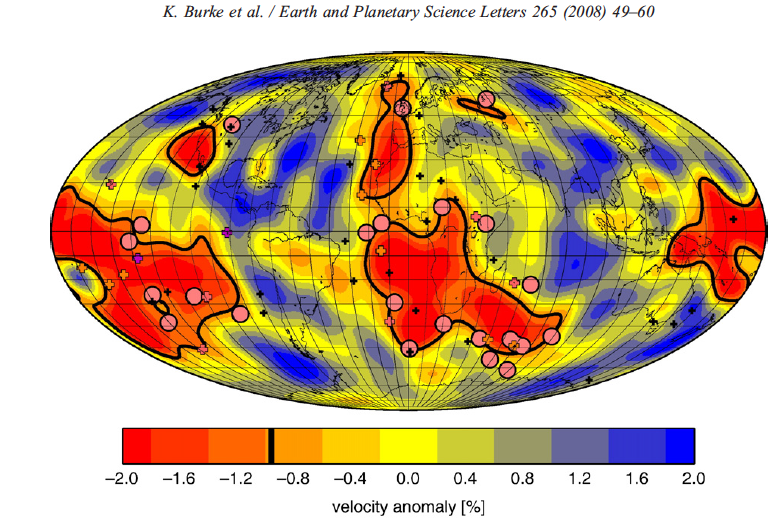 K. Burke et al. / Earth and Planetary Science Letters 265 (2008) 49–60
−2.0 −1.6 −1.2 −0.8 −0.4 0.0 0.4 0.8 1.2 1.6 2.0
velocity anomaly [%]